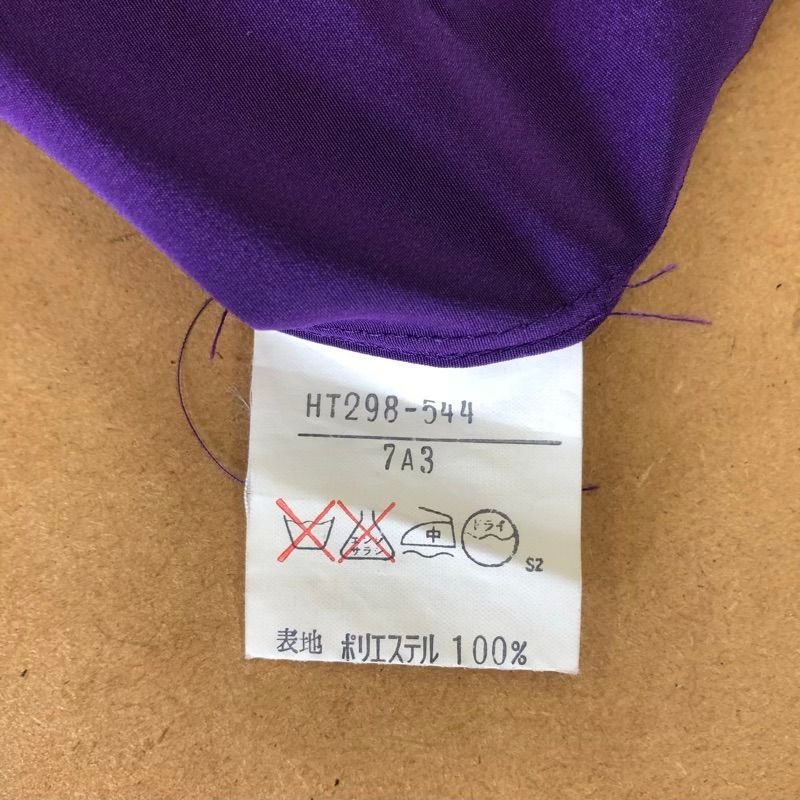 HT298-544
7A3
エンソ サラシ 中 ドライ
S2
表地 ポリエステル 100%